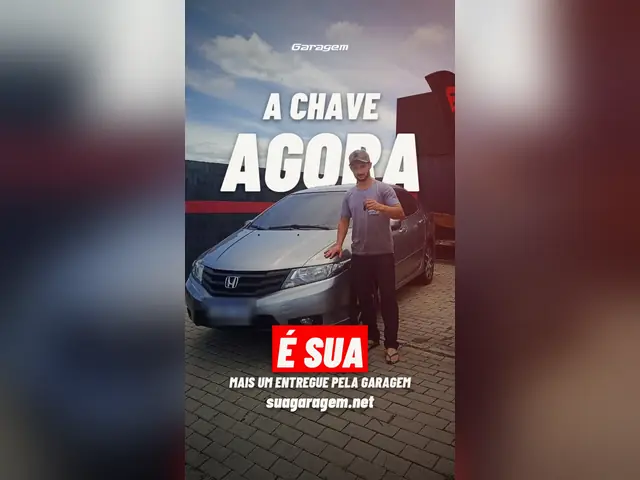 Garagem
A CHAVE
AGORA
É SUA
MAIS UM ENTREGUE PELA GARAGEM
suagaragem.net